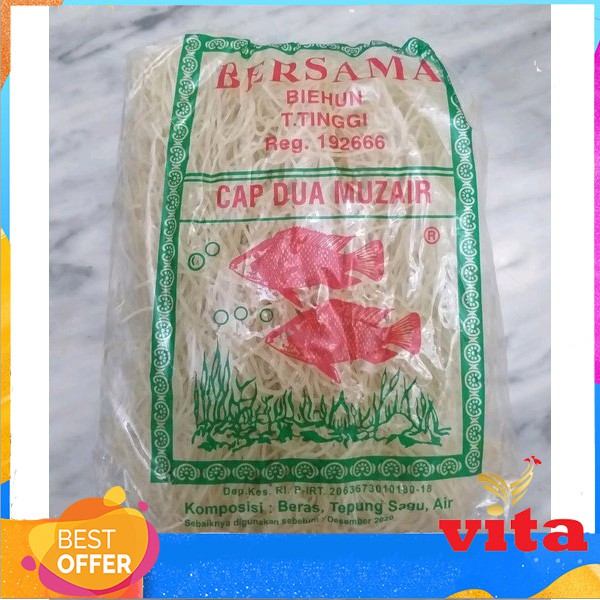 BERSAMA
BIEHUN
T.TINGGI
Reg. 192666
CAP DUA MUZAIR
®
Dep.Kes. RI. P-IRT. 2063673010190-18
Komposisi : Beras, Tepung Sagu, Air
Sebaiknya digunakan sebelum : Desember 2020
BEST
OFFER
vita